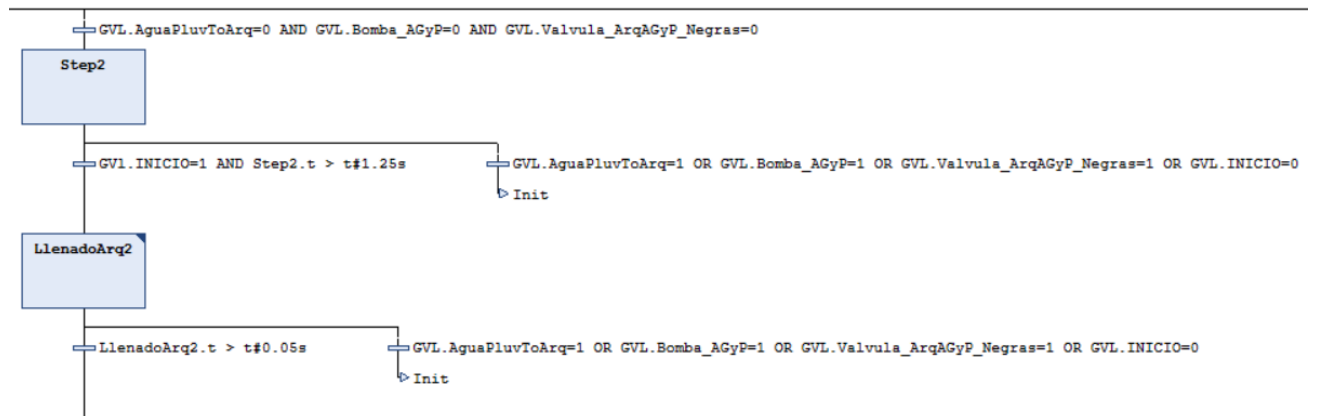 GVL.AguaPluvToArq=0 AND GVL.Bomba_AGyP=0 AND GVL.Valvula_ArqAGyP_Negras=0
Step2
GVl.INICIO=1 AND Step2.t > t#1.25s
GVL.AguaPluvToArq=1 OR GVL.Bomba_AGyP=1 OR GVL.Valvula_ArqAGyP_Negras=1 OR GVL.INICIO=0
Init
LlenadoArq2
LlenadoArq2.t > t#0.05s
GVL.AguaPluvToArq=1 OR GVL.Bomba_AGyP=1 OR GVL.Valvula_ArqAGyP_Negras=1 OR GVL.INICIO=0
Init